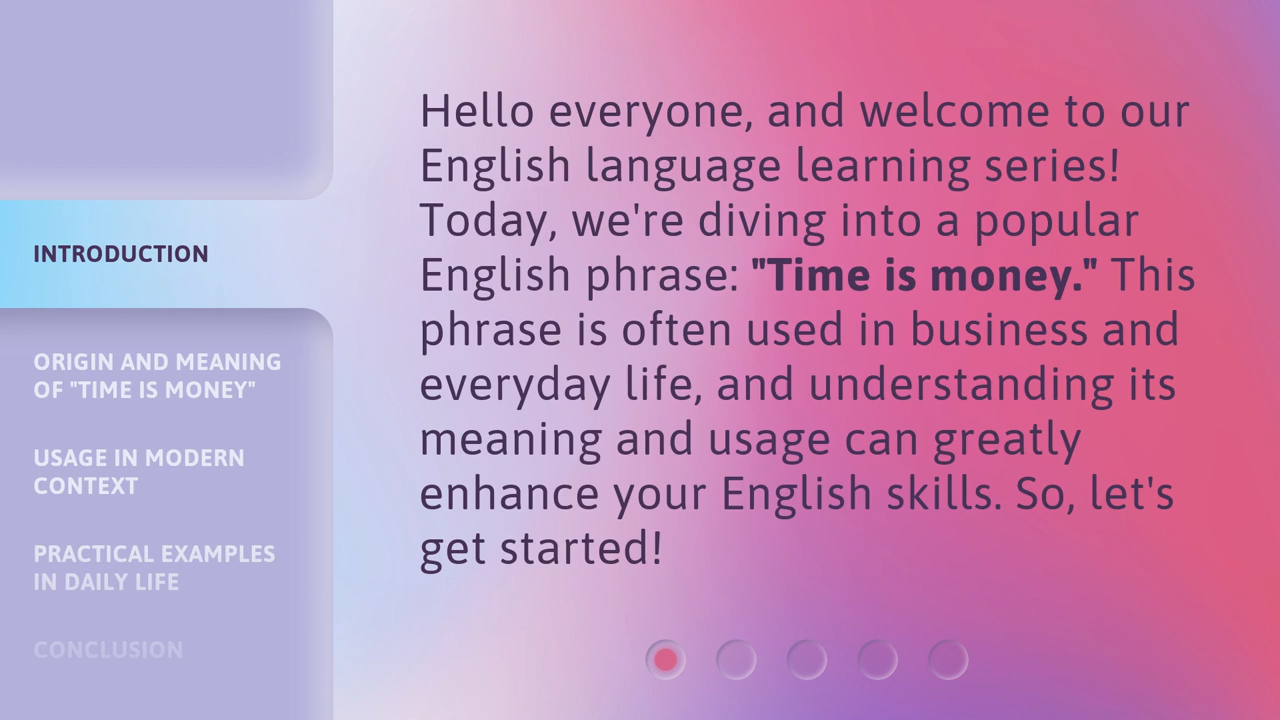 INTRODUCTION
ORIGIN AND MEANING
OF "TIME IS MONEY"
USAGE IN MODERN
CONTEXT
PRACTICAL EXAMPLES
IN DAILY LIFE
CONCLUSION
Hello everyone, and welcome to our
English language learning series!
Today, we're diving into a popular
English phrase: "Time is money." This
phrase is often used in business and
everyday life, and understanding its
meaning and usage can greatly
enhance your English skills. So, let's
get started!